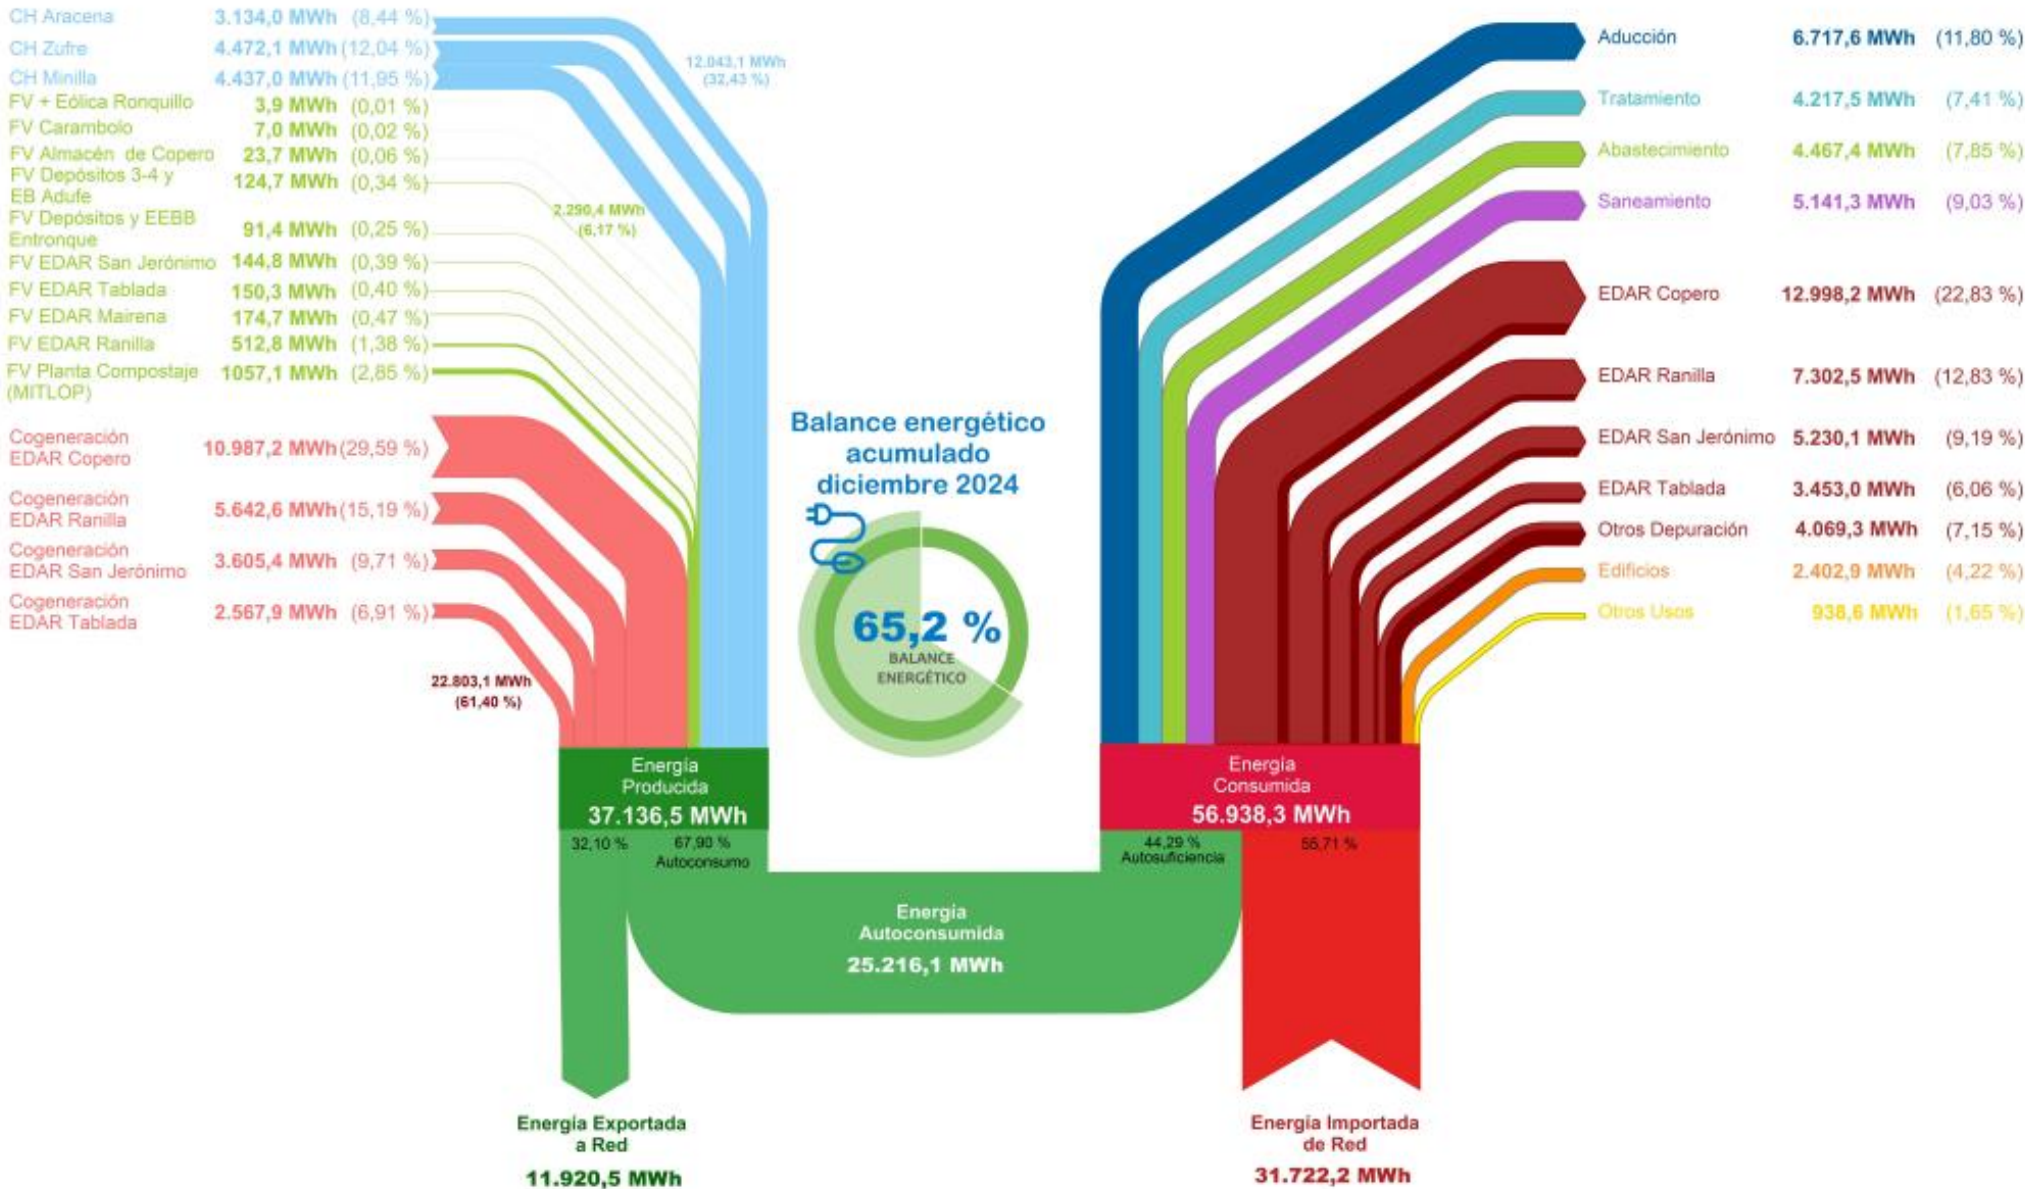 CH Aracena 3.134,0 MWh (8,44 %)
CH Zufre 4.472,1 MWh (12,04 %)
CH Minilla 4.437,0 MWh (11,95 %)
FV + Eólica Ronquillo 3,9 MWh (0,01 %)
FV Carambolo 7,0 MWh (0,02 %)
FV Almacén de Copero 23,7 MWh (0,06 %)
FV Depósitos 3-4 y
EB Adufe 124,7 MWh (0,34 %)
FV Depósitos y EEBB
Entronque 91,4 MWh (0,25 %)
FV EDAR San Jerónimo 144,8 MWh (0,39 %)
FV EDAR Tablada 150,3 MWh (0,40 %)
FV EDAR Mairena 174,7 MWh (0,47 %)
FV EDAR Ranilla 512,8 MWh (1,38 %)
FV Planta Compostaje 1057,1 MWh (2,85 %)
(MITLOP)
Cogeneración
EDAR Copero 10.987,2 MWh (29,59 %)
Cogeneración
EDAR Ranilla 5.642,6 MWh (15,19 %)
Cogeneración
EDAR San Jerónimo 3.605,4 MWh (9,71 %)
Cogeneración
EDAR Tablada 2.567,9 MWh (6,91 %)
12.043,1 MWh
(32,43 %)
2.290,4 MWh
(6,17 %)
22.803,1 MWh
(61,40 %)
Balance energético
acumulado
diciembre 2024
65,2 %
BALANCE
ENERGÉTICO
Aducción 6.717,6 MWh (11,80 %)
Tratamiento 4.217,5 MWh (7,41 %)
Abastecimiento 4.467,4 MWh (7,85 %)
Saneamiento 5.141,3 MWh (9,03 %)
EDAR Copero 12.998,2 MWh (22,83 %)
EDAR Ranilla 7.302,5 MWh (12,83 %)
EDAR San Jerónimo 5.230,1 MWh (9,19 %)
EDAR Tablada 3.453,0 MWh (6,06 %)
Otros Depuración 4.069,3 MWh (7,15 %)
Edificios 2.402,9 MWh (4,22 %)
Otros Usos 938,6 MWh (1,65 %)
Energía
Producida
37.136,5 MWh
32,10 % 67,90 %
Autoconsumo
Energía
Consumida
56.938,3 MWh
44,29 % 55,71 %
Autosuficiencia
Energía
Autoconsumida
25.216,1 MWh
Energía Exportada
a Red
11.920,5 MWh
Energía Importada
de Red
31.722,2 MWh